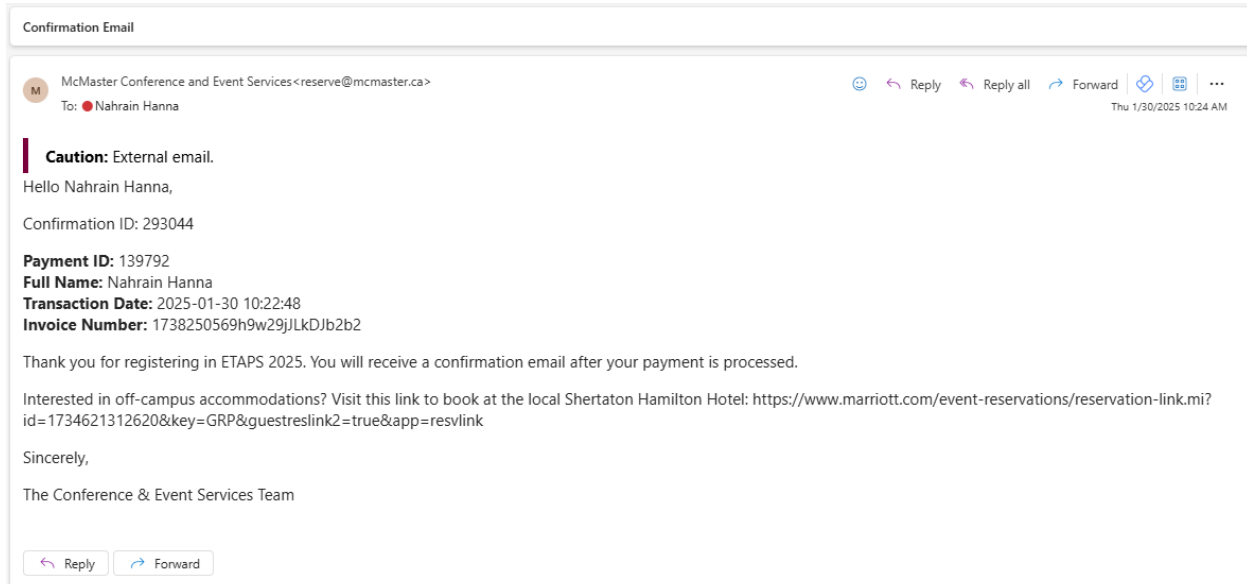 Confirmation Email
M
McMaster Conference and Event Services<reserve@mcmaster.ca>
Reply Reply all Forward
To: Nahrain Hanna
Thu 1/30/2025 10:24 AM
Caution: External email.
Hello Nahrain Hanna,
Confirmation ID: 293044
Payment ID: 139792
Full Name: Nahrain Hanna
Transaction Date: 2025-01-30 10:22:48
Invoice Number: 1738250569h9w29jJLkDJb2b2
Thank you for registering in ETAPS 2025. You will receive a confirmation email after your payment is processed.
Interested in off-campus accommodations? Visit this link to book at the local Shertaton Hamilton Hotel: https://www.marriott.com/event-reservations/reservation-link.mi?
id=1734621312620&key=GRP&guestreslink2=true&app=resvlink
Sincerely,
The Conference & Event Services Team
Reply Forward